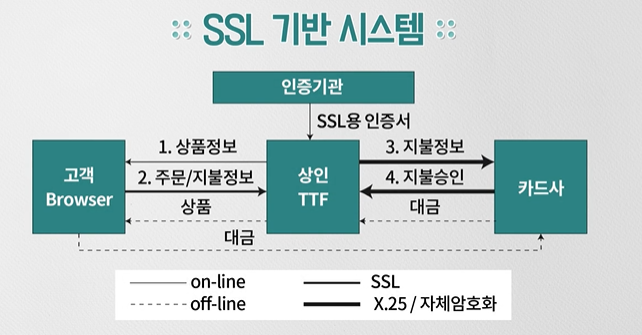 SSL 기반 시스템
인증기관
SSL용 인증서
1. 상품정보
3. 지불정보
고객
Browser
2. 주문/지불정보
상인
TTF
4. 지불승인
카드사
상품
대금
대금
on-line
SSL
off-line
X.25 / 자체암호화